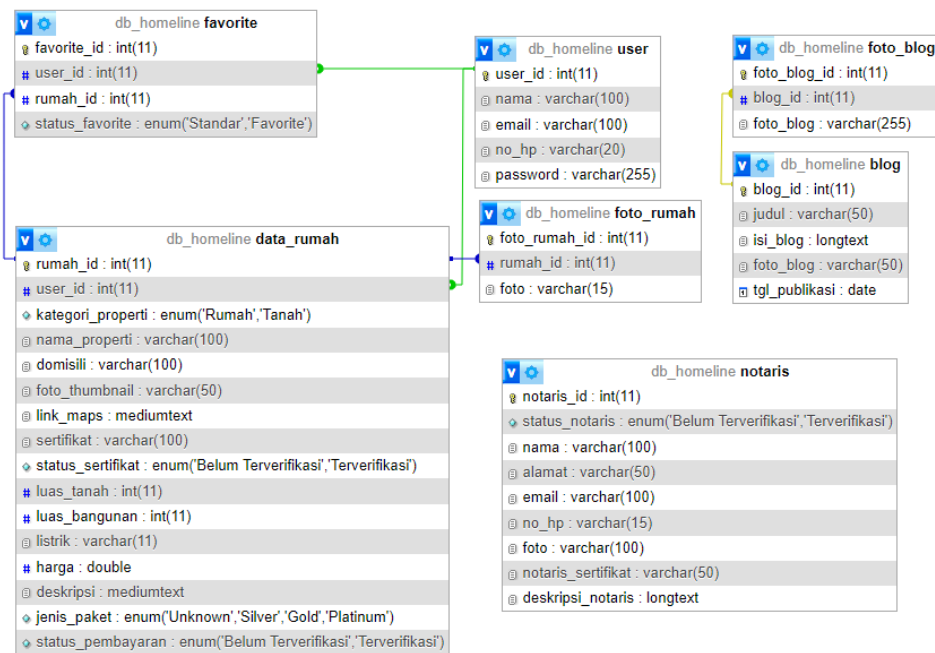 db_homeline favorite
favorite_id : int(11)
user_id : int(11)
rumah_id : int(11)
status_favorite : enum('Standar','Favorite')
db_homeline user
user_id : int(11)
nama : varchar(100)
email : varchar(100)
no_hp : varchar(20)
password : varchar(255)
db_homeline foto_blog
foto_blog_id : int(11)
blog_id : int(11)
foto_blog : varchar(255)
db_homeline blog
blog_id : int(11)
judul : varchar(50)
isi_blog : longtext
foto_blog : varchar(50)
tgl_publikasi : date
db_homeline foto_rumah
foto_rumah_id : int(11)
rumah_id : int(11)
foto : varchar(15)
db_homeline data_rumah
rumah_id : int(11)
user_id : int(11)
kategori_properti : enum('Rumah','Tanah')
nama_properti : varchar(100)
domisili : varchar(100)
foto_thumbnail : varchar(50)
link_maps : mediumtext
sertifikat : varchar(100)
status_sertifikat : enum('Belum Terverifikasi','Terverifikasi')
luas_tanah : int(11)
luas_bangunan : int(11)
listrik : varchar(11)
harga : double
deskripsi : mediumtext
jenis_paket : enum('Unknown','Silver','Gold','Platinum')
status_pembayaran : enum('Belum Terverifikasi','Terverifikasi')
db_homeline notaris
notaris_id : int(11)
status_notaris : enum('Belum Terverifikasi','Terverifikasi')
nama : varchar(100)
alamat : varchar(50)
email : varchar(100)
no_hp : varchar(15)
foto : varchar(100)
notaris_sertifikat : varchar(50)
deskripsi_notaris : longtext